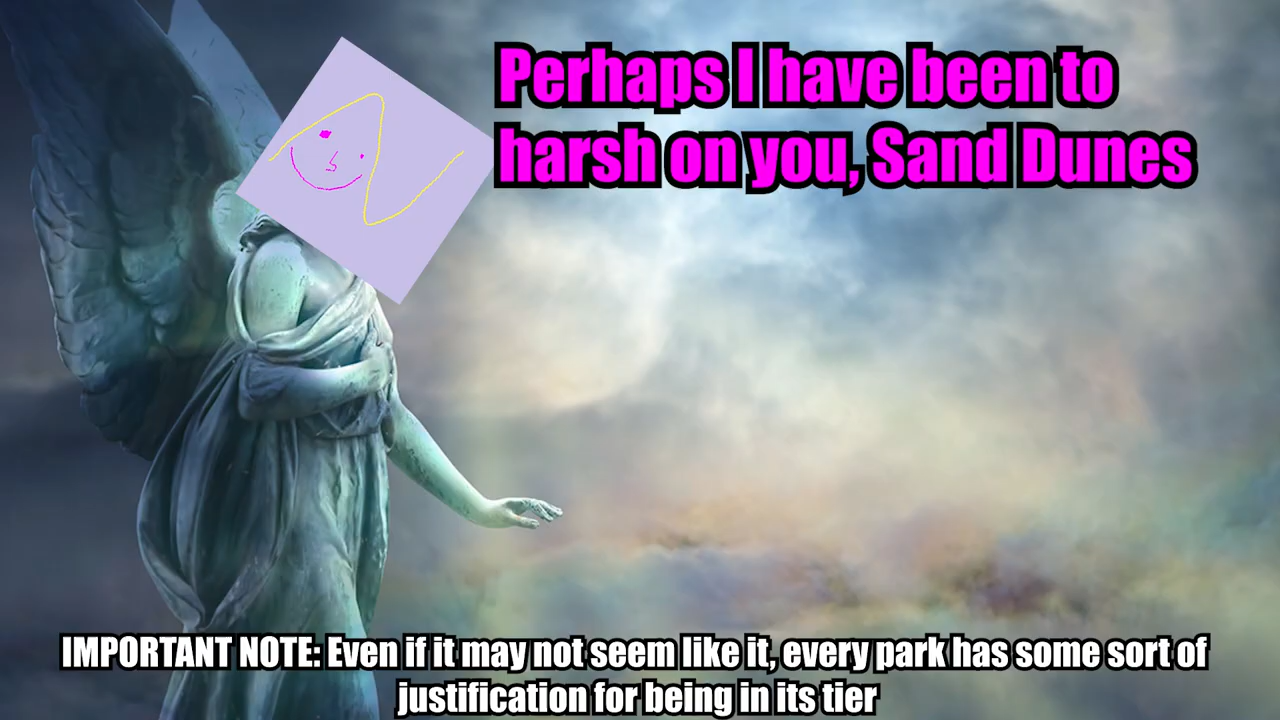 Perhaps I have been to
harsh on you, Sand Dunes
IMPORTANT NOTE: Even if it may not seem like it, every park has some sort of
justification for being in its tier